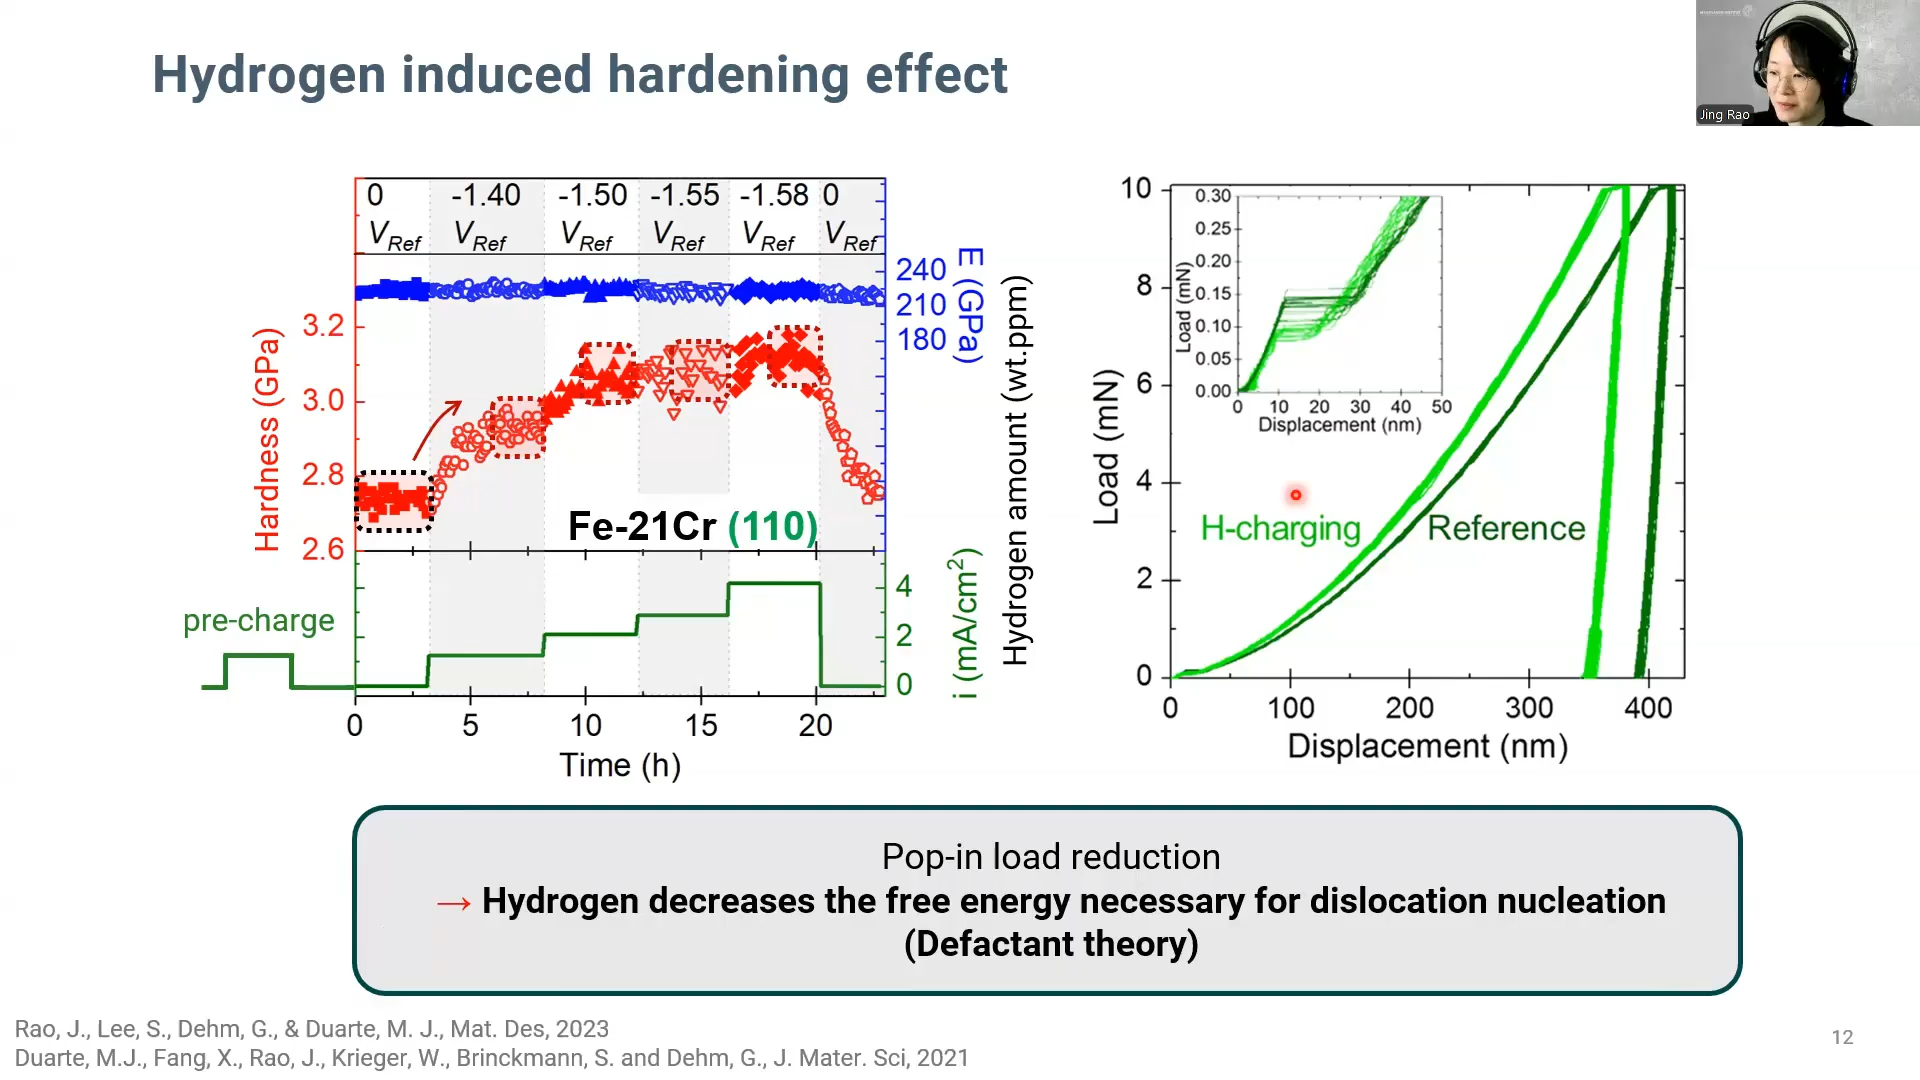 Hydrogen induced hardening effect
Jing Rao
0 -1.40 -1.50 -1.55 -1.58 0
VRef VRef VRef VRef VRef VRef
Hardness (GPa)
3.2
3.0
2.8
2.6
240
210
180
E (GPa)
Fe-21Cr (110)
pre-charge
4
2
0
i (mA/cm2)
Hydrogen amount (wt.ppm)
0 5 10 15 20
Time (h)
10
8
6
4
2
0
Load (mN)
0.30
0.25
0.20
0.15
0.10
0.05
0.00
Load (mN)
0 10 20 30 40 50
Displacement (nm)
H-charging
Reference
0 100 200 300 400
Displacement (nm)
Pop-in load reduction
→ Hydrogen decreases the free energy necessary for dislocation nucleation
(Defactant theory)
Rao, J., Lee, S., Dehm, G., & Duarte, M. J., Mat. Des, 2023
Duarte, M.J., Fang, X., Rao, J., Krieger, W., Brinckmann, S. and Dehm, G., J. Mater. Sci, 2021
12